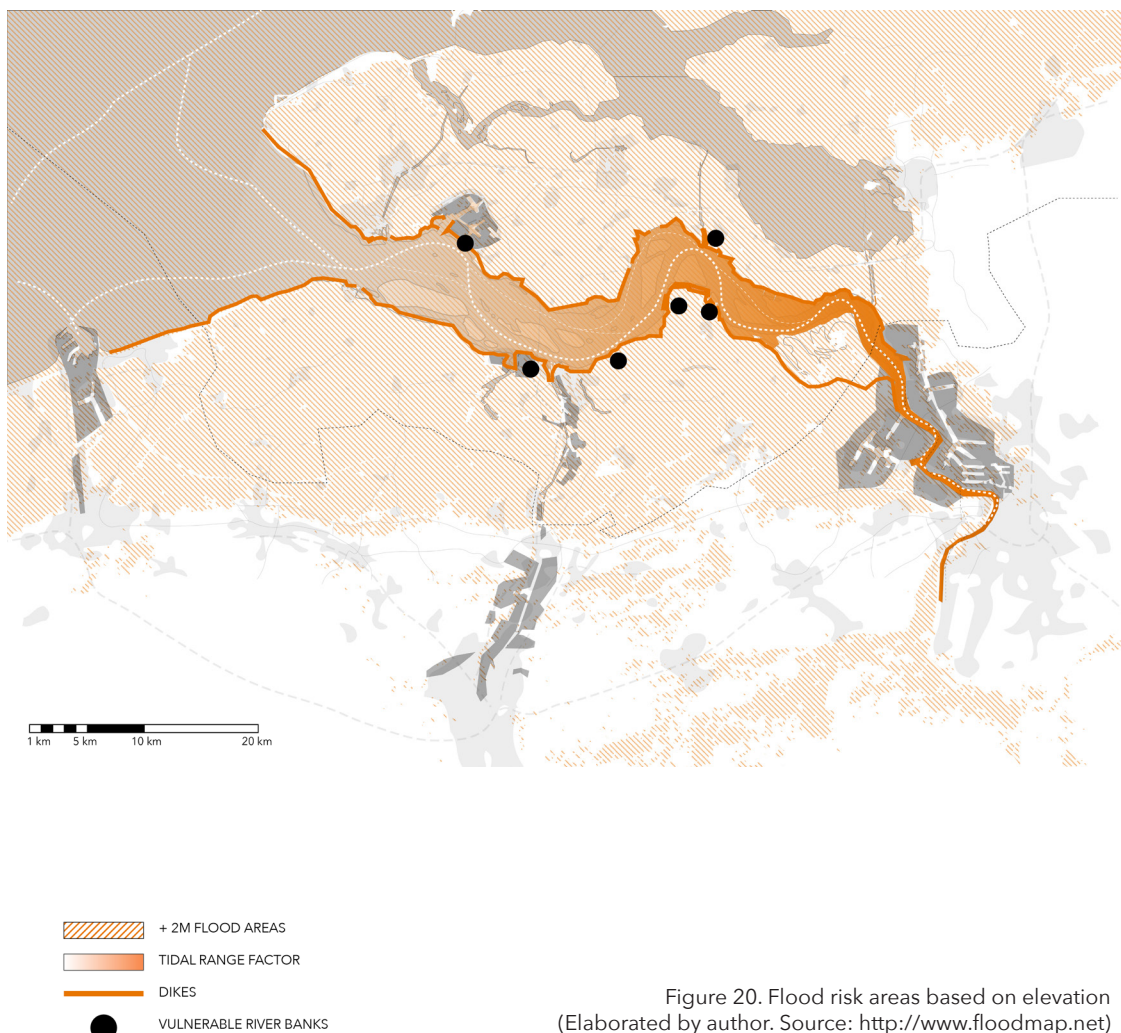 1 km 5 km 10 km 20 km
+ 2M FLOOD AREAS
TIDAL RANGE FACTOR
DIKES
VULNERABLE RIVER BANKS
Figure 20. Flood risk areas based on elevation
(Elaborated by author. Source: http://www.floodmap.net)